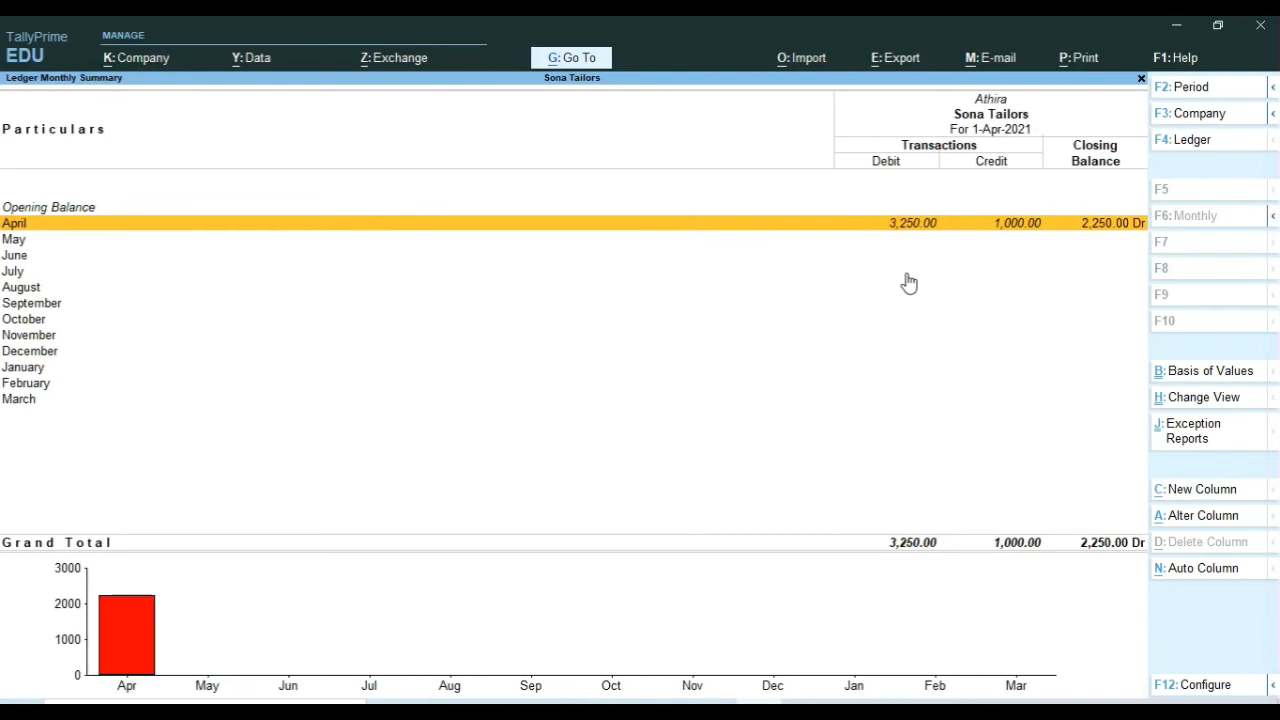 TallyPrime
EDU
MANAGE
K: Company
Y: Data
Z: Exchange
G: Go To
O: Import
E: Export
M: E-mail
P: Print
F1: Help
Ledger Monthly Summary
Sona Tailors
Particulars
Athira
Sona Tailors
For 1-Apr-2021
Transactions
Closing
Debit
Credit
Balance
Opening Balance
April 3,250.00 1,000.00 2,250.00 Dr
May
June
July
August
September
October
November
December
January
February
March
Grand Total 3,250.00 1,000.00 2,250.00 Dr
3000
2000
1000
0
Apr May Jun Jul Aug Sep Oct Nov Dec Jan Feb Mar
F2: Period
F3: Company
F4: Ledger
F5
F6: Monthly
F7
F8
F9
F10
B: Basis of Values
H: Change View
J: Exception
Reports
C: New Column
A: Alter Column
D: Delete Column
N: Auto Column
F12: Configure